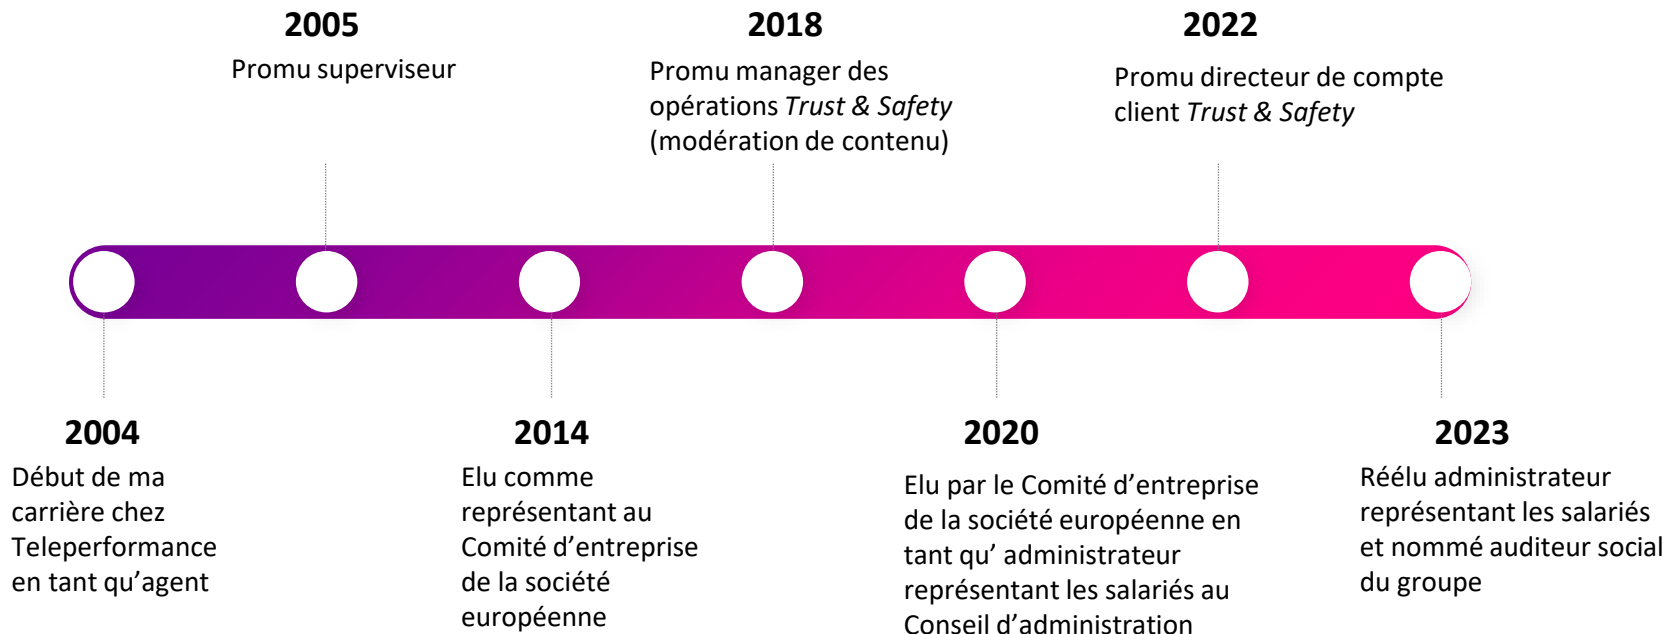 2005
Promu superviseur
2018
Promu manager des
opérations Trust & Safety
(modération de contenu)
2022
Promu directeur de compte
client Trust & Safety
2004
Début de ma
carrière chez
Teleperformance
en tant qu’agent
2014
Elu comme
représentant au
Comité d’entreprise
de la société
européenne
2020
Elu par le Comité d’entreprise
de la société européenne en
tant qu’ administrateur
représentant les salariés au
Conseil d’administration
2023
Réélu administrateur
représentant les salariés
et nommé auditeur social
du groupe